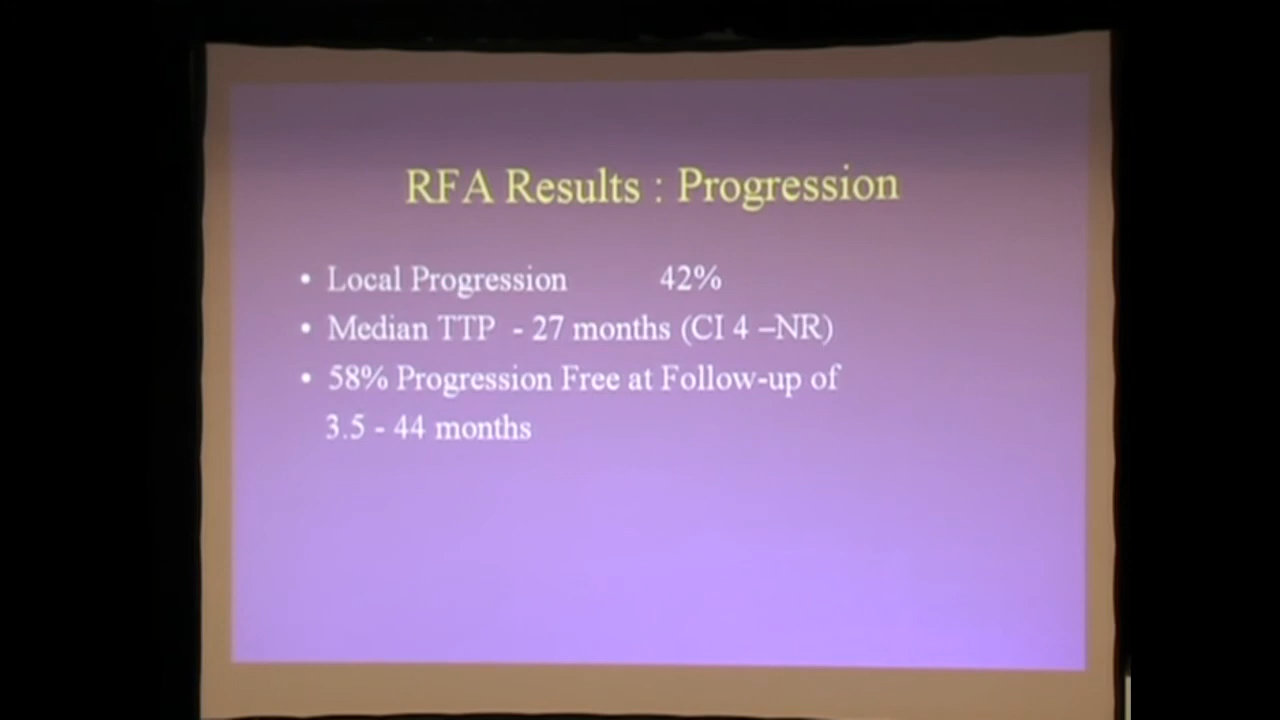 RFA Results : Progression
• Local Progression 42%
• Median TTP - 27 months (CI 4 –NR)
• 58% Progression Free at Follow-up of
3.5 - 44 months